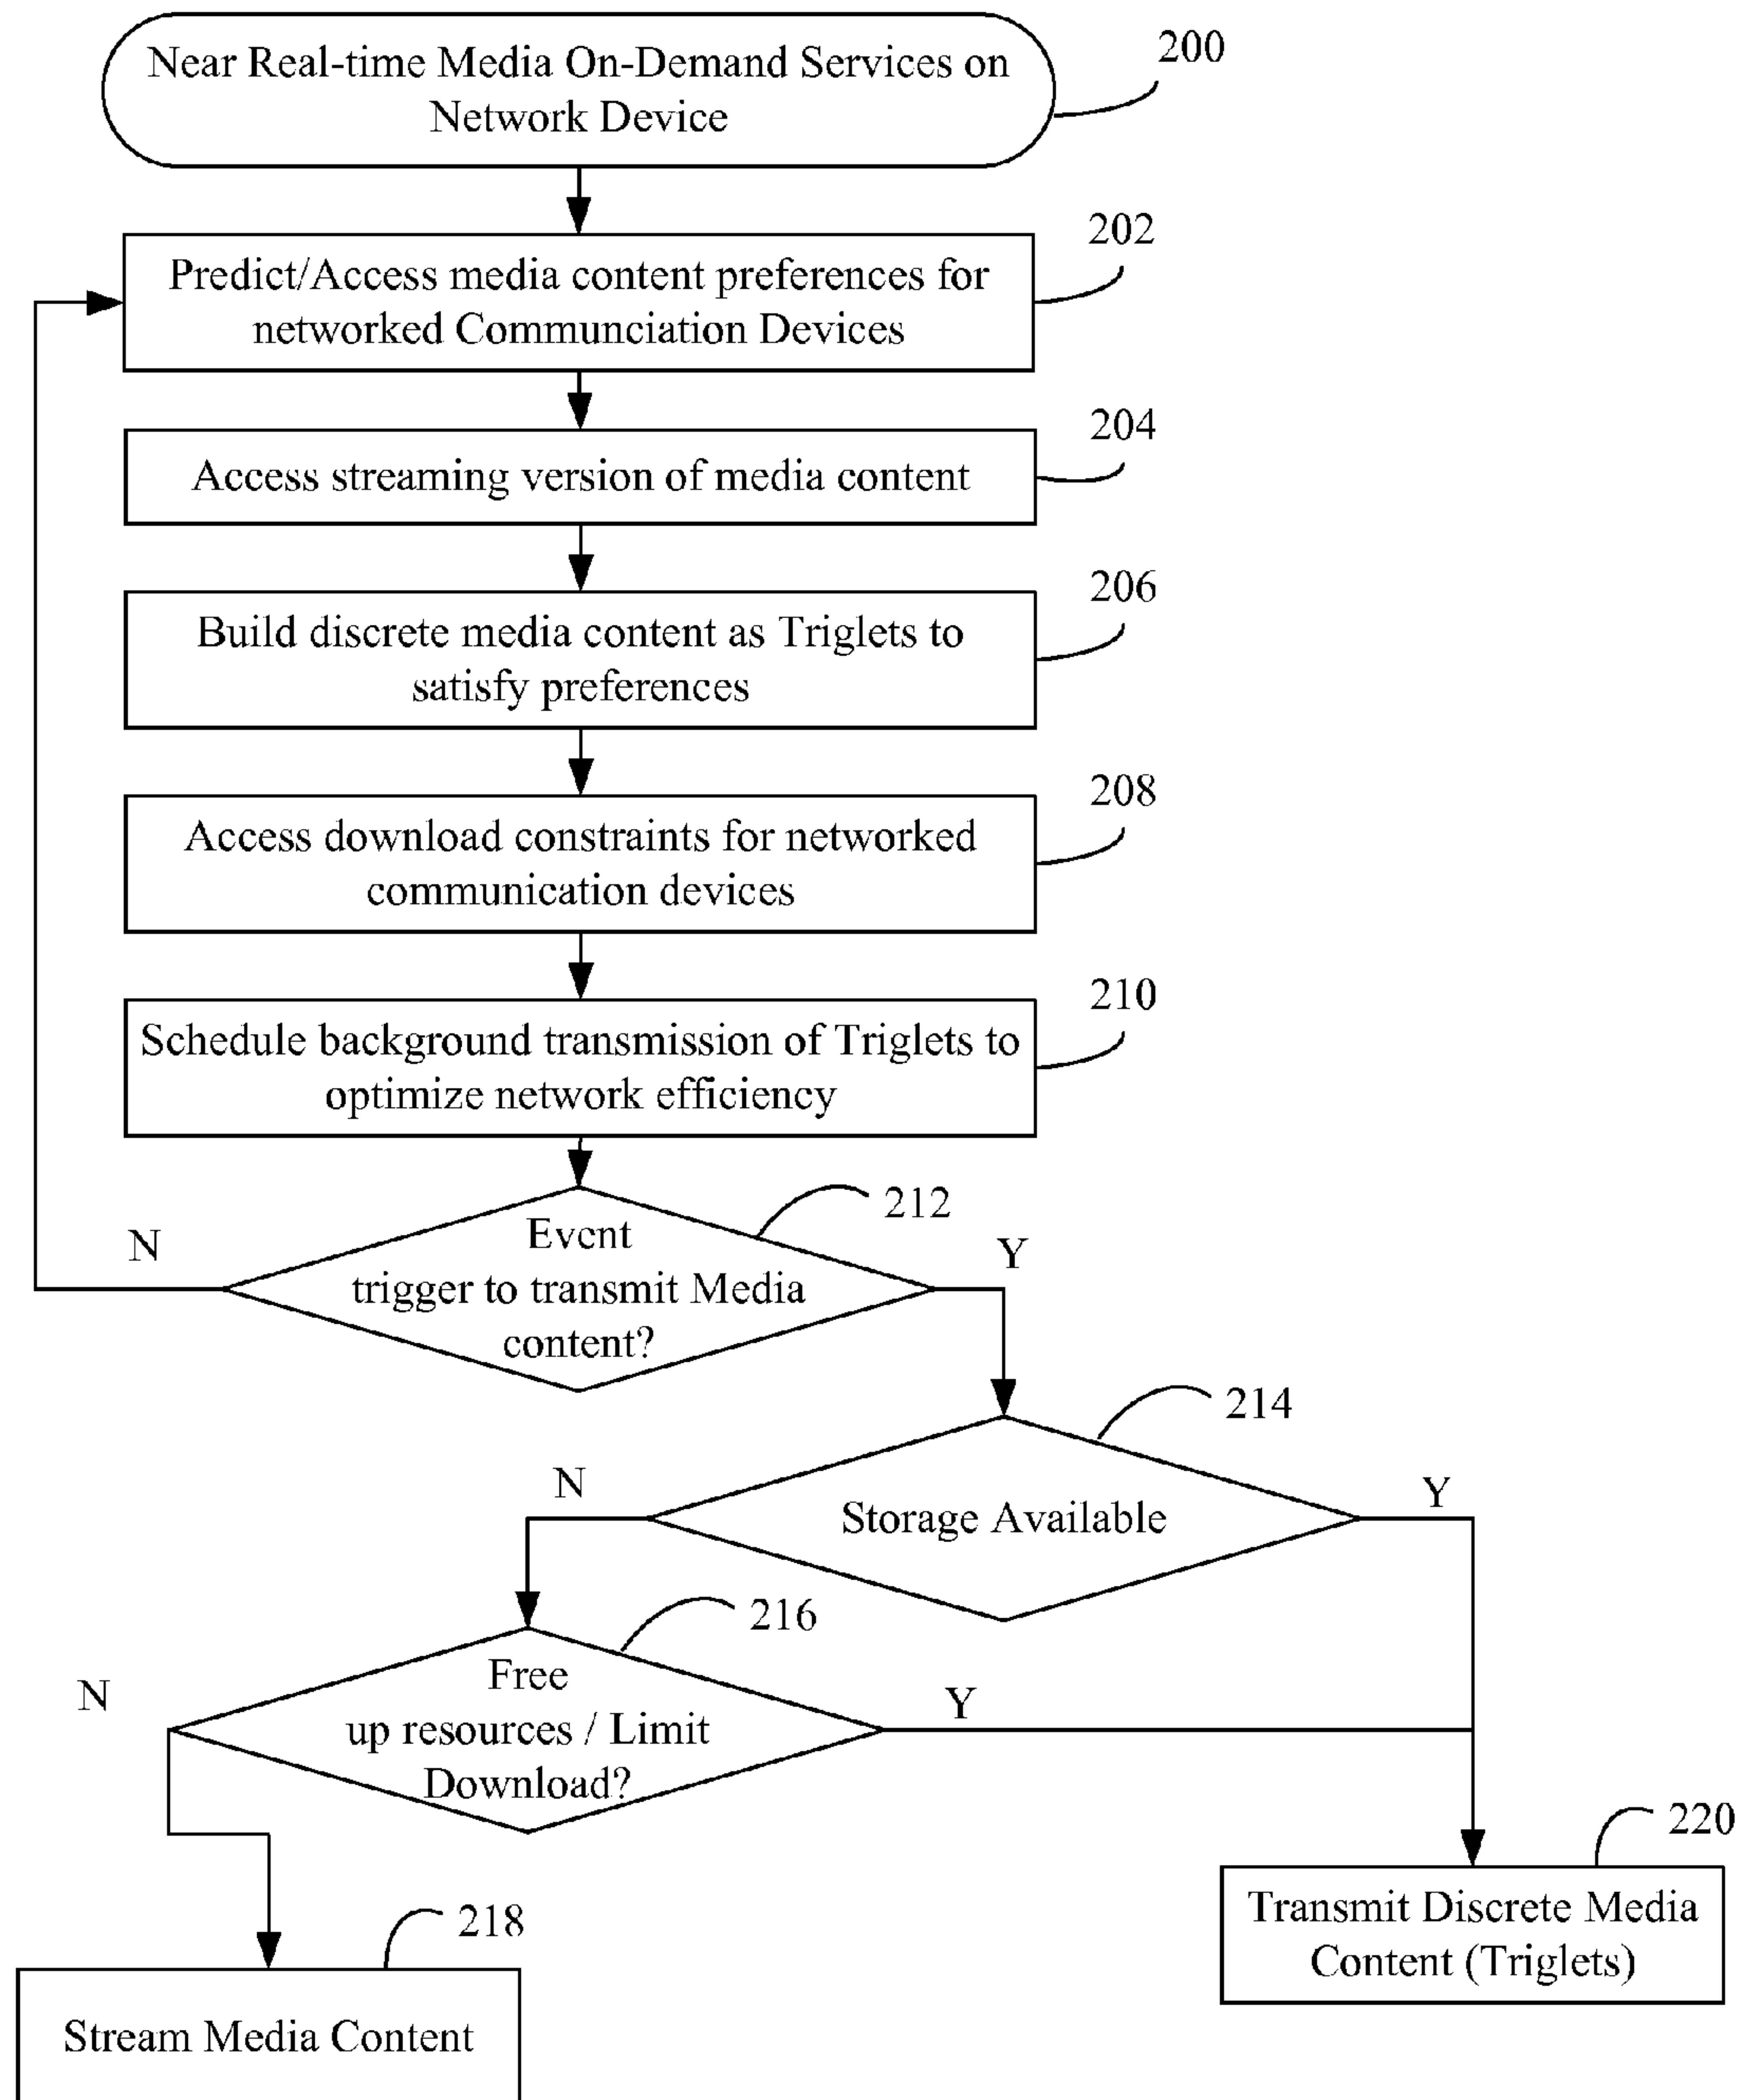 Near Real-time Media On-Demand Services on
Network Device
200
202
Predict/Access media content preferences for
networked Communciation Devices
204
Access streaming version of media content
206
Build discrete media content as Triglets to
satisfy preferences
208
Access download constraints for networked
communication devices
210
Schedule background transmission of Triglets to
optimize network efficiency
212
N
Event
trigger to transmit Media
content?
Y
214
N
Storage Available
Y
216
N
Free
up resources / Limit
Download?
Y
220
Transmit Discrete Media
Content (Triglets)
218
Stream Media Content